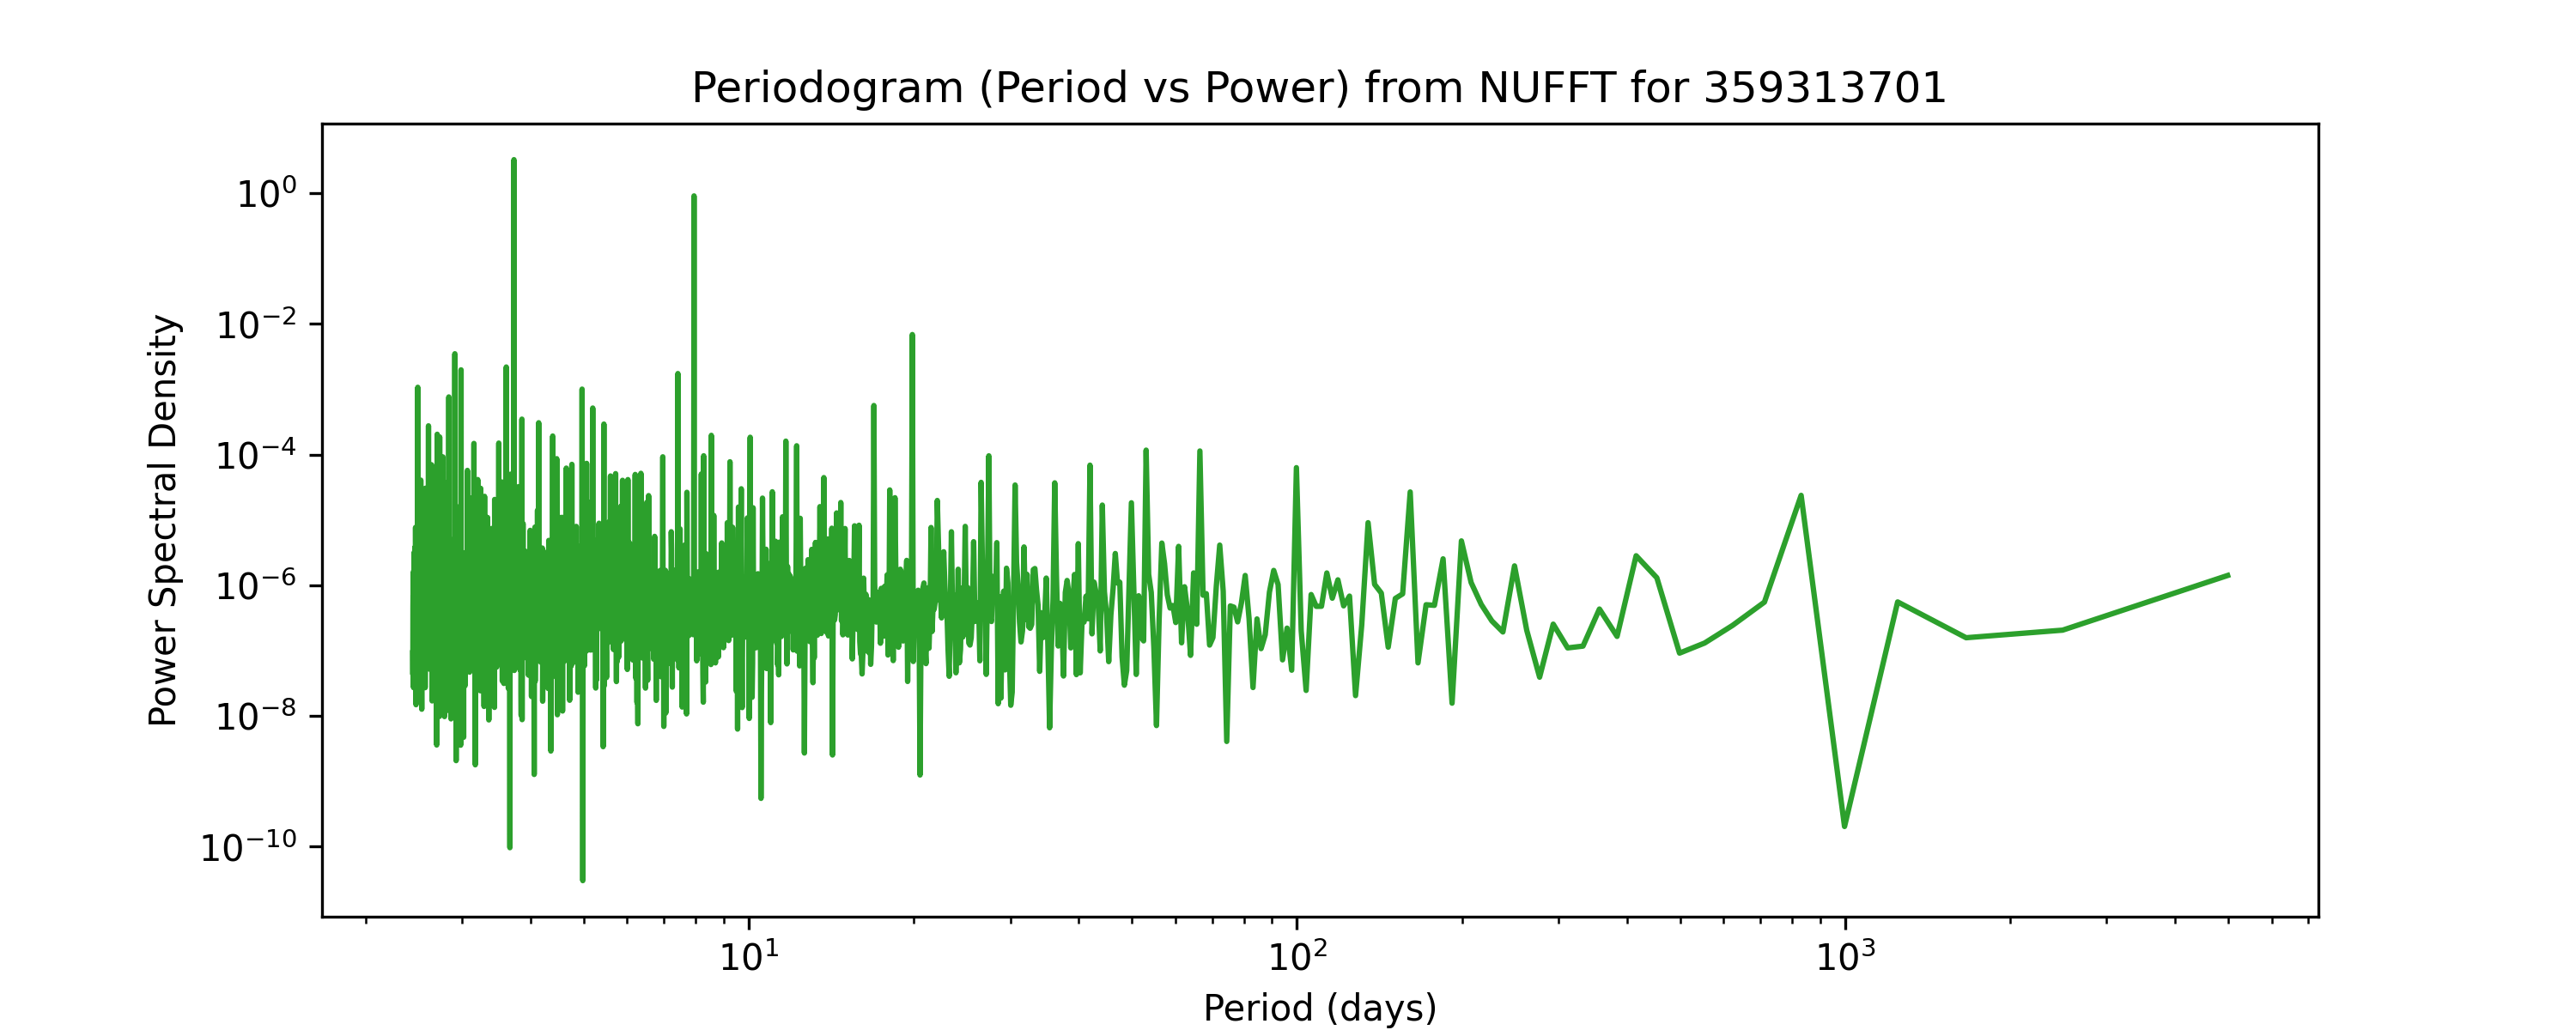 Periodogram (Period vs Power) from NUFFT for 359313701
Power Spectral Density
10⁰
10⁻²
10⁻⁴
10⁻⁶
10⁻⁸
10⁻¹⁰
10¹ 10² 10³
Period (days)